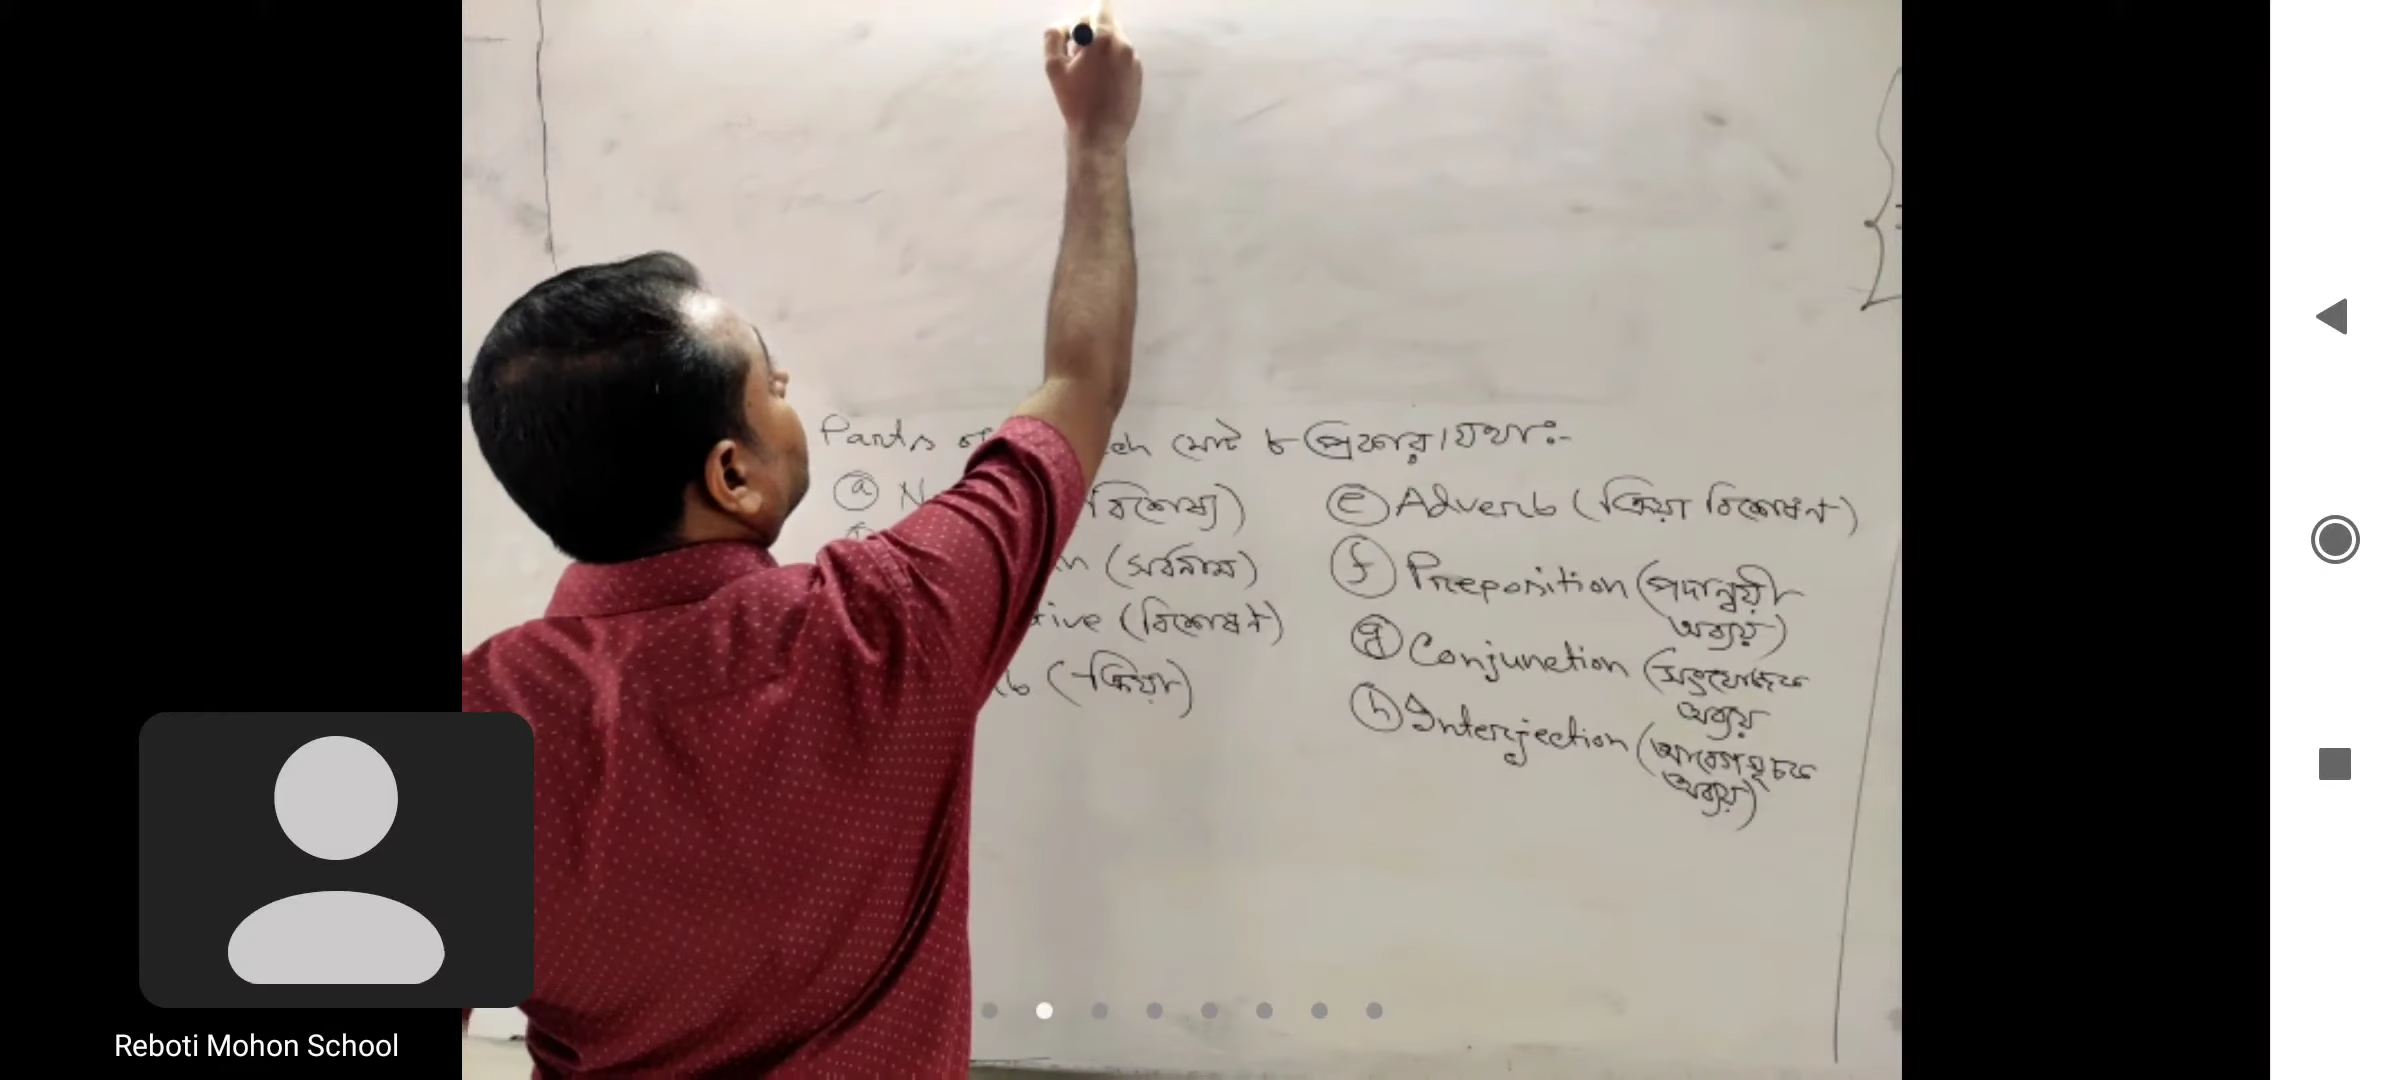 Parts of ech মোট ৮ প্রকার। যথাঃ-
ⓐ N (বিশেষ্য)
n (সর্বনাম)
tive (বিশেষণ)
b (ক্রিয়া)
ⓔ Adverb (ক্রিয়া বিশেষণ)
ⓕ Preposition (পদান্বয়ী
অব্যয়)
ⓖ Conjunction (সংযোজক
অব্যয়)
ⓗ Interjection (আবেগসূচক
অব্যয়)
Reboti Mohon School